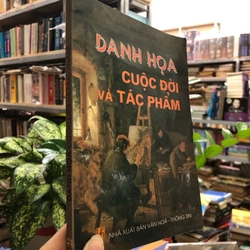 DANH HỌA
CUỘC ĐỜI
VÀ TÁC PHẨM
NHÀ XUẤT BẢN VĂN HÓA - THÔNG TIN